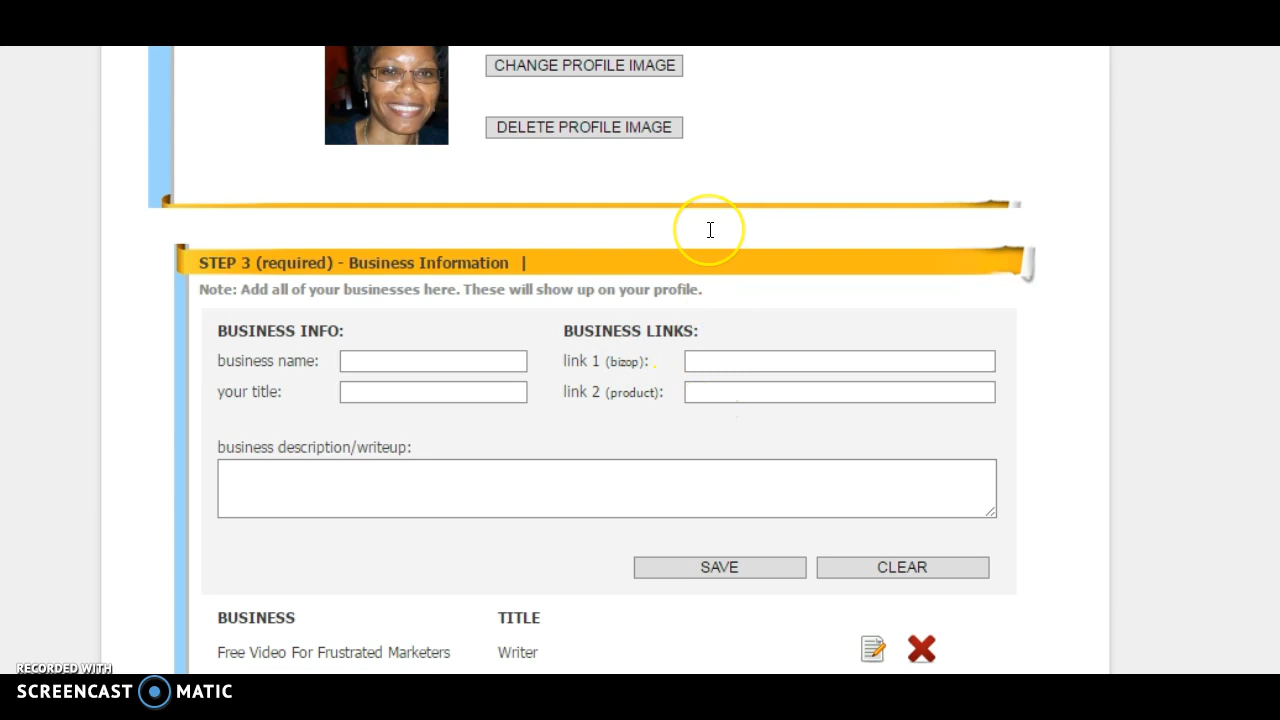 CHANGE PROFILE IMAGE
DELETE PROFILE IMAGE
STEP 3 (required) - Business Information |
Note: Add all of your businesses here. These will show up on your profile.
BUSINESS INFO: BUSINESS LINKS:
business name: link 1 (bizop):
your title: link 2 (product):
business description/writeup:
SAVE CLEAR
BUSINESS TITLE
Free Video For Frustrated Marketers Writer
RECORDED WITH
SCREENCAST MATIC